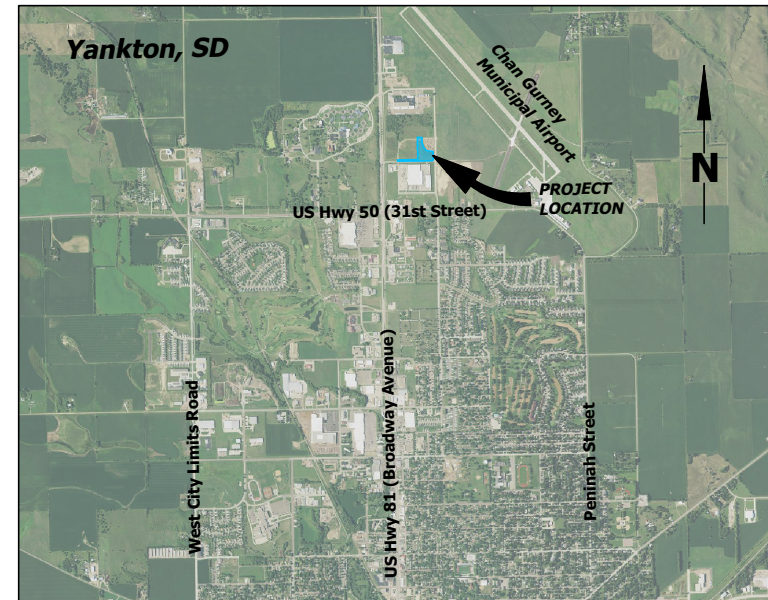 Yankton, SD
Chan Gurney
Municipal Airport
PROJECT
LOCATION
N
US Hwy 50 (31st Street)
West City Limits Road
US Hwy 81 (Broadway Avenue)
Peninah Street